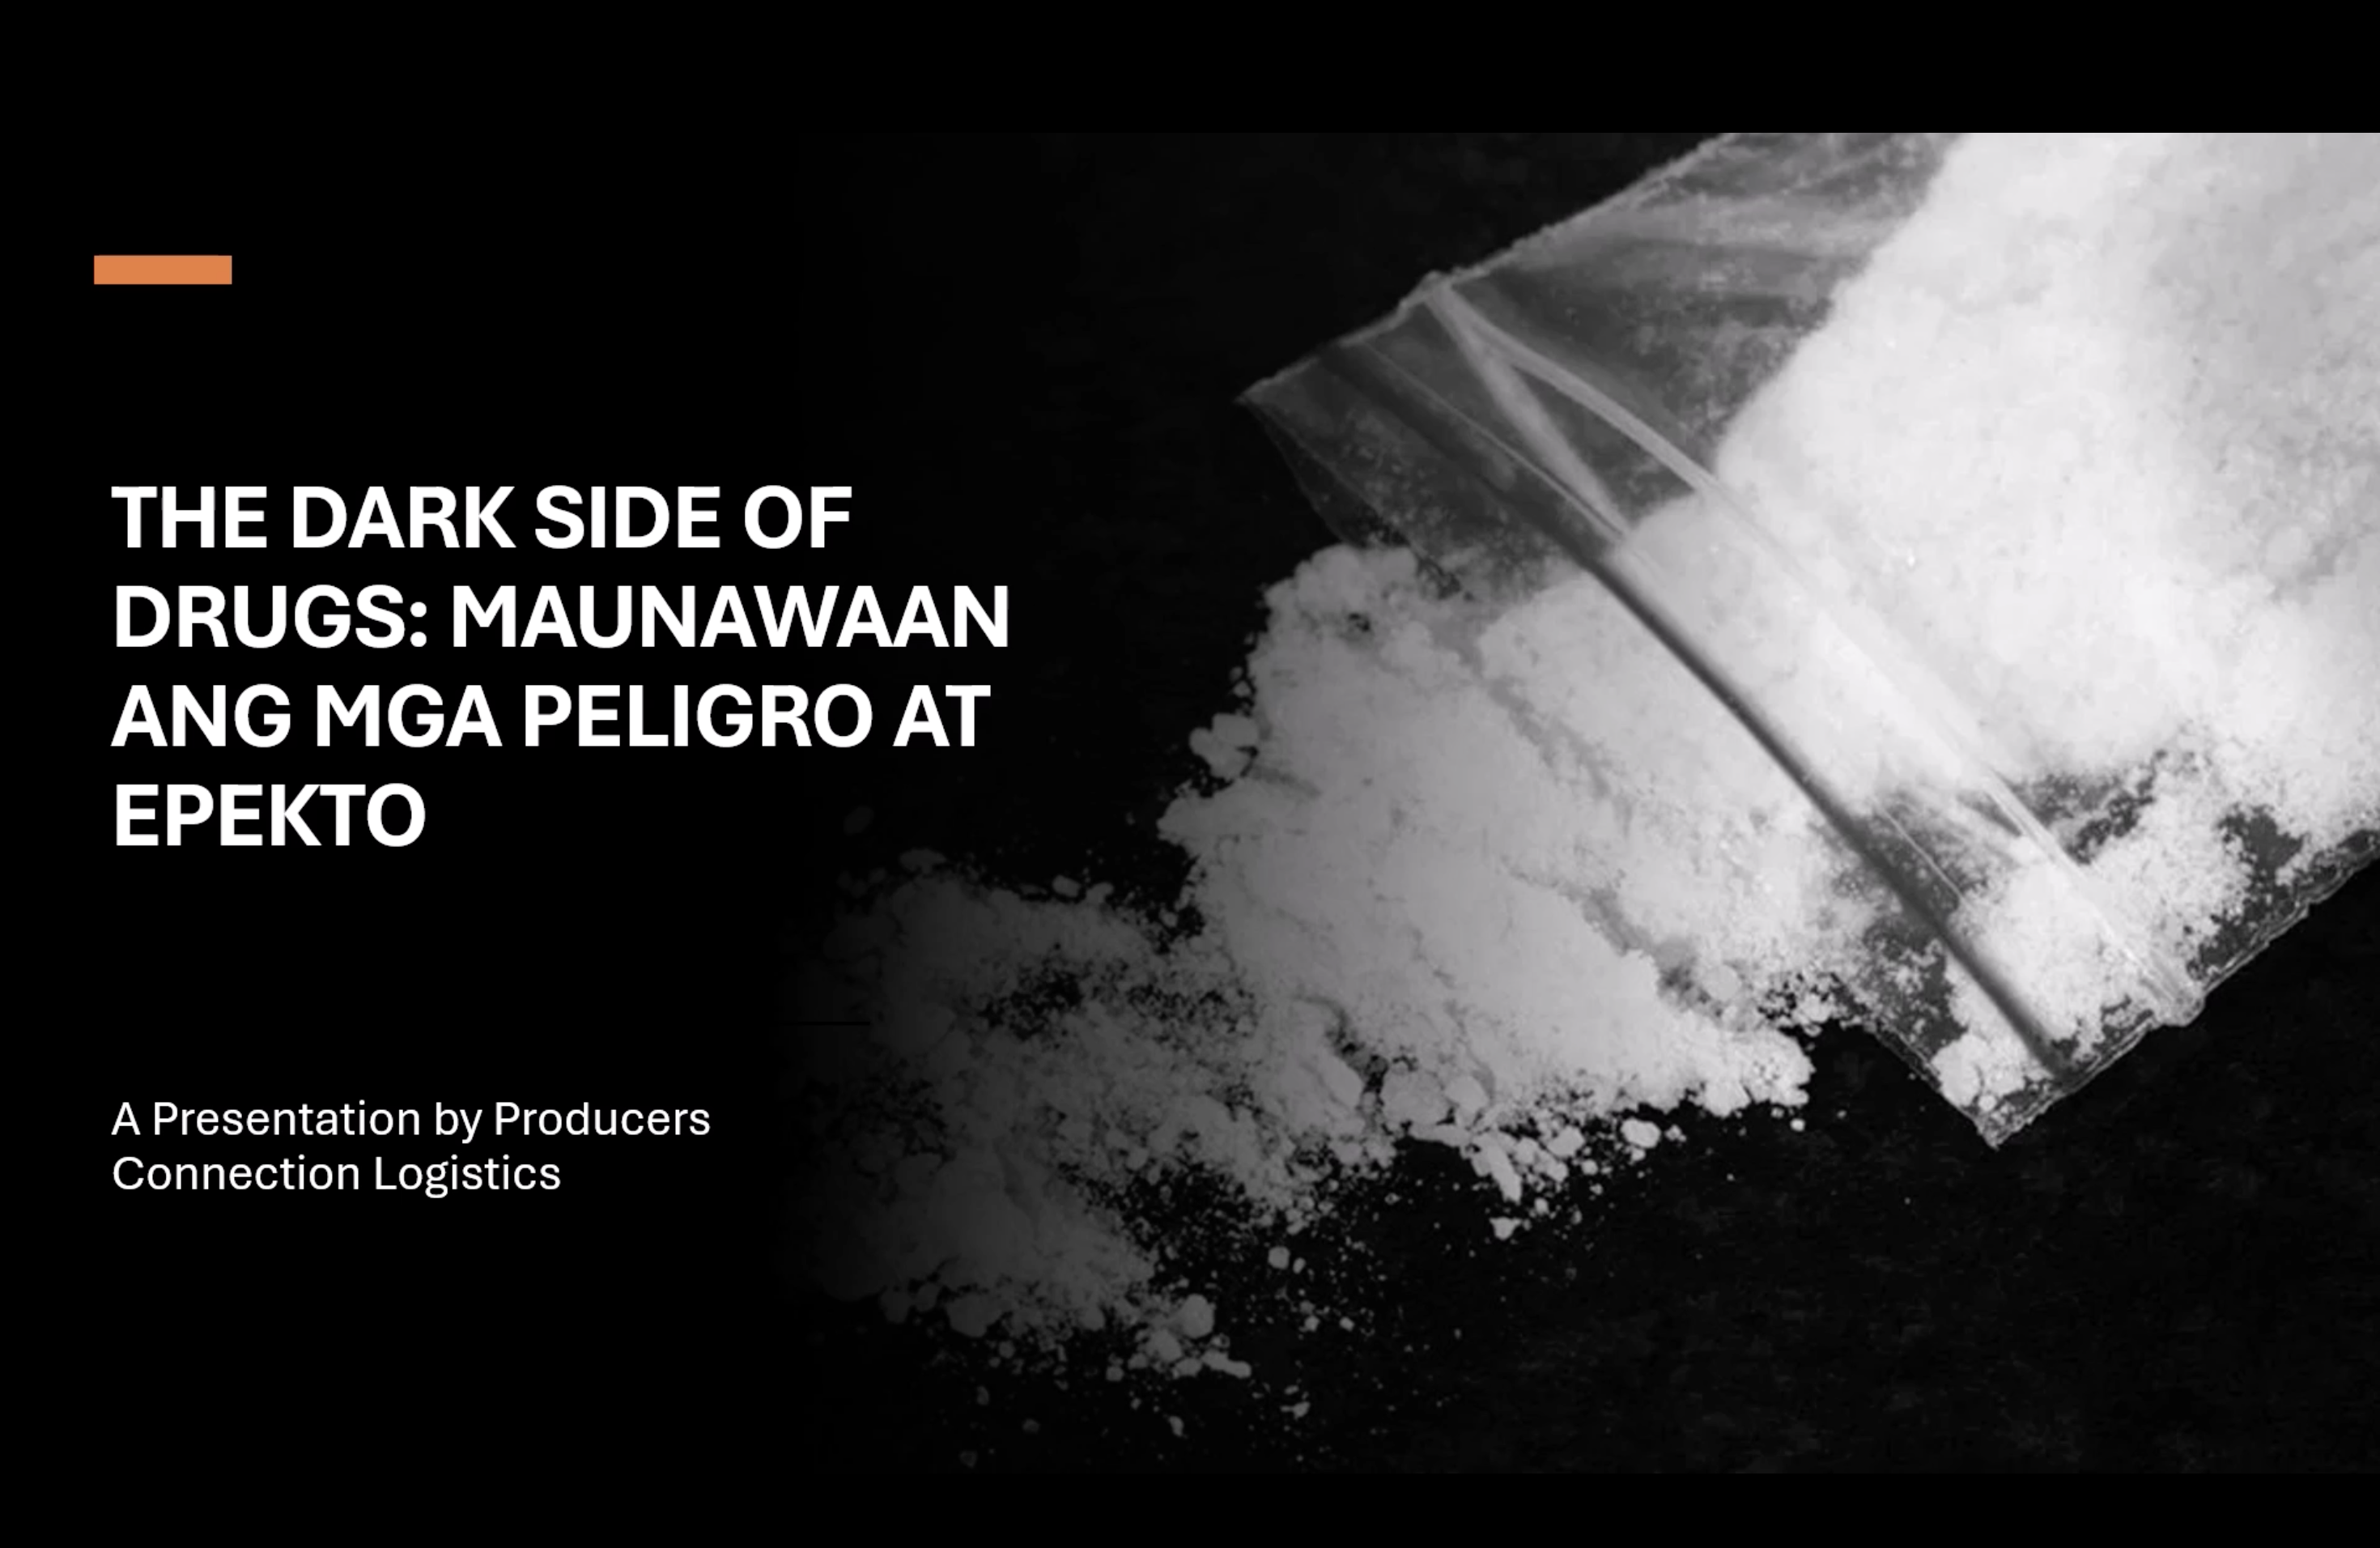 THE DARK SIDE OF
DRUGS: MAUNAWAAN
ANG MGA PELIGRO AT
EPEKTO
A Presentation by Producers
Connection Logistics